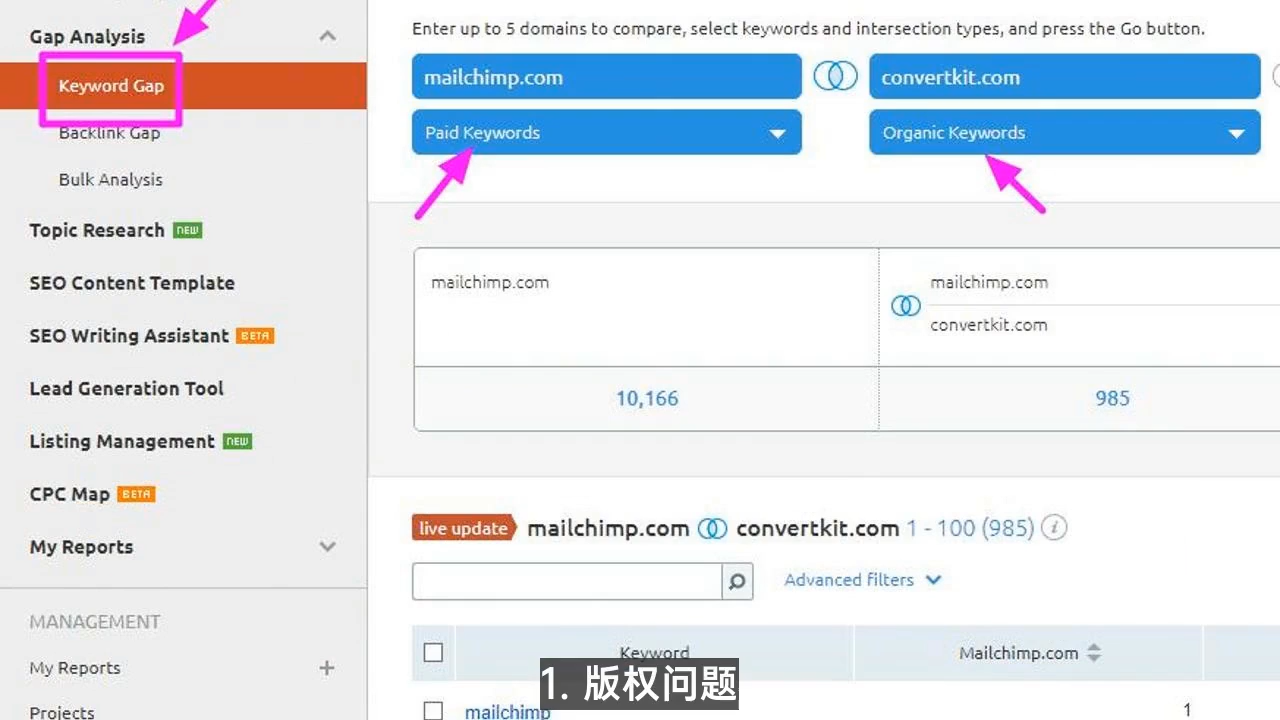 Gap Analysis
Keyword Gap
Backlink Gap
Bulk Analysis
Topic Research NEW
SEO Content Template
SEO Writing Assistant BETA
Lead Generation Tool
Listing Management NEW
CPC Map BETA
My Reports
MANAGEMENT
My Reports +
Projects
Enter up to 5 domains to compare, select keywords and intersection types, and press the Go button.
mailchimp.com convertkit.com
Paid Keywords Organic Keywords
mailchimp.com
mailchimp.com
convertkit.com
10,166 985
live update mailchimp.com convertkit.com 1 - 100 (985) i
Advanced filters
Keyword Mailchimp.com
mailchimp 1
1. 版权问题